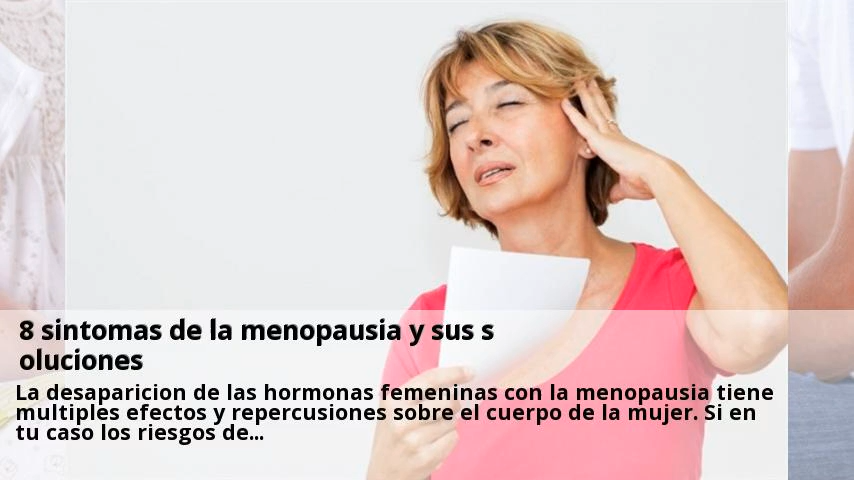 8 sintomas de la menopausia y sus s
oluciones
La desaparicion de las hormonas femeninas con la menopausia tiene
multiples efectos y repercusiones sobre el cuerpo de la mujer. Si en
tu caso los riesgos de...